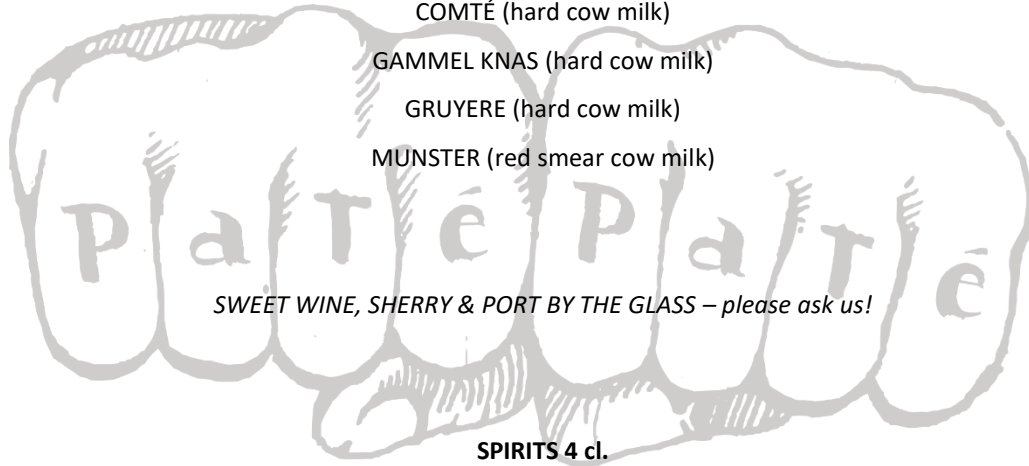 COMTÉ (hard cow milk)
GAMMEL KNAS (hard cow milk)
GRUYERE (hard cow milk)
MUNSTER (red smear cow milk)
PaTé PaTé
SWEET WINE, SHERRY & PORT BY THE GLASS – please ask us!
SPIRITS 4 cl.